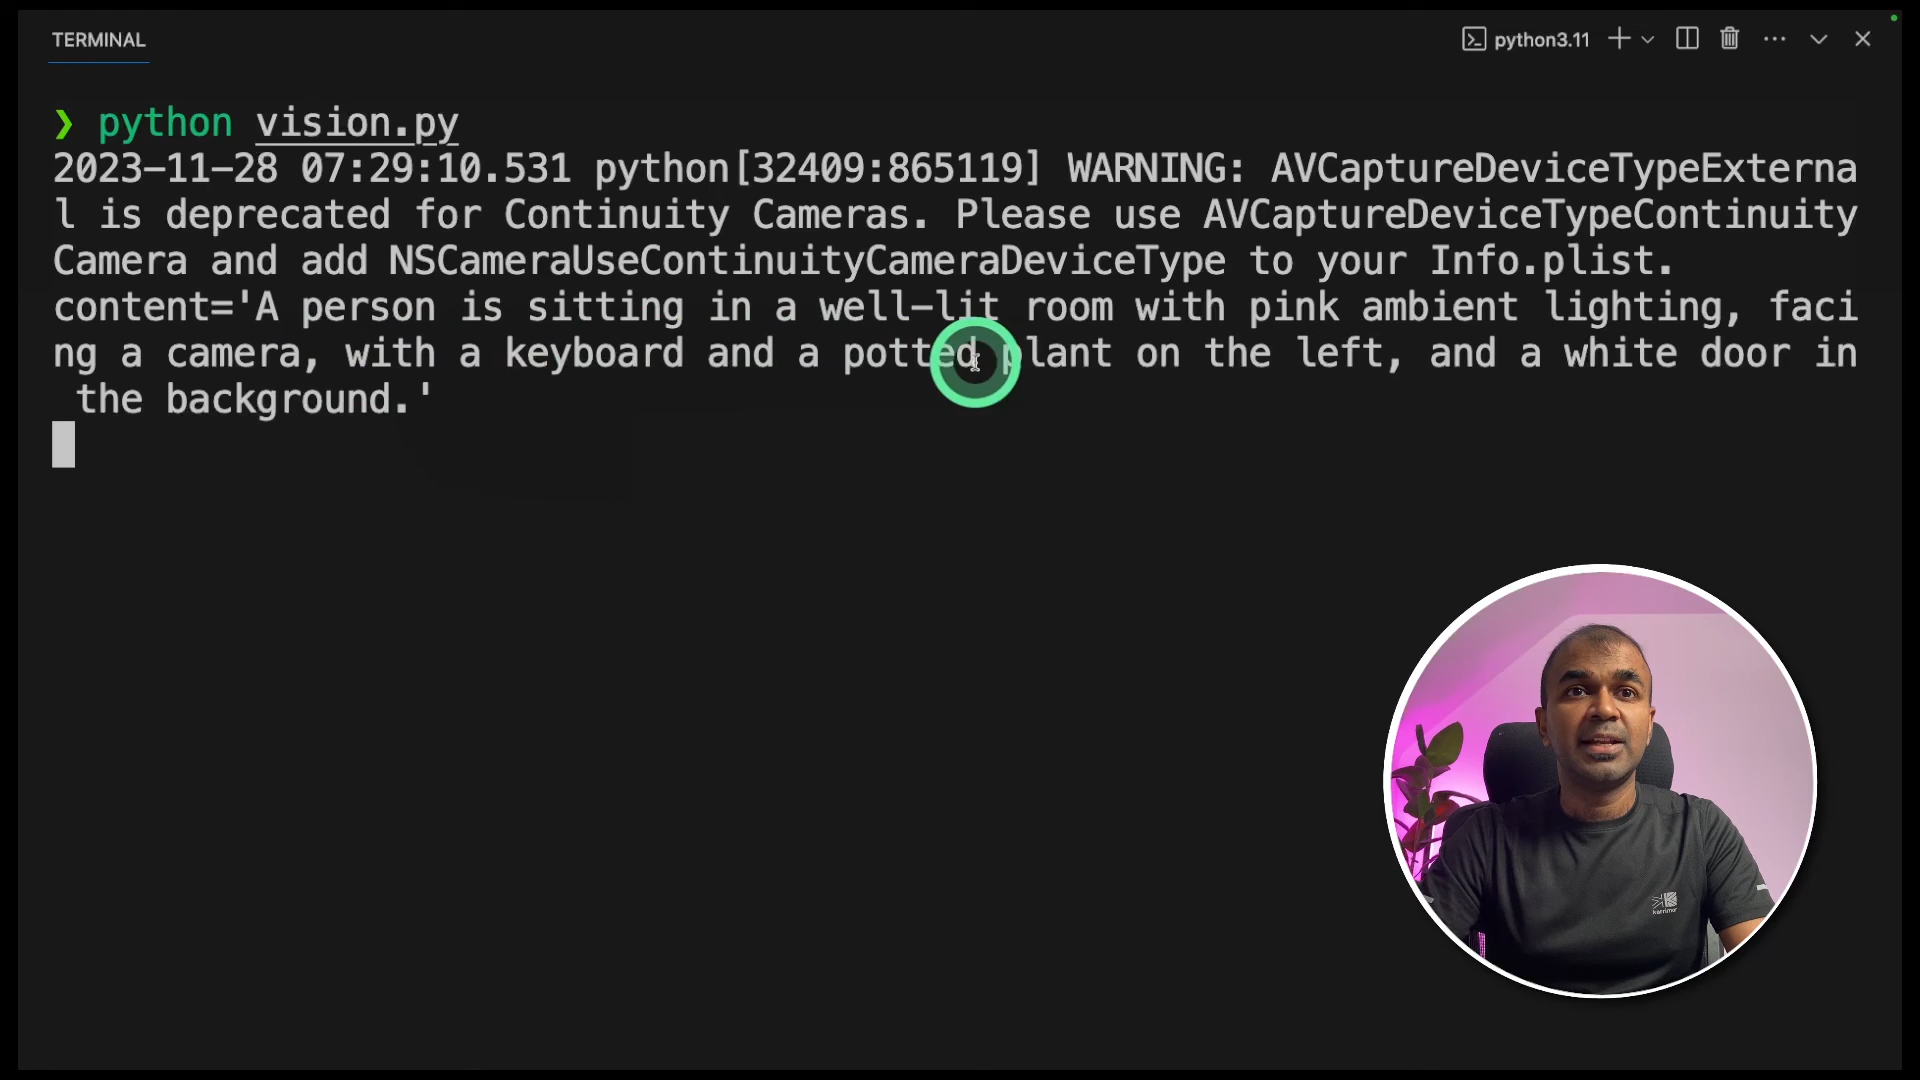 TERMINAL
python3.11
❯ python vision.py
2023-11-28 07:29:10.531 python[32409:865119] WARNING: AVCaptureDeviceTypeExterna
l is deprecated for Continuity Cameras. Please use AVCaptureDeviceTypeContinuity
Camera and add NSCameraUseContinuityCameraDeviceType to your Info.plist.
content='A person is sitting in a well-lit room with pink ambient lighting, faci
ng a camera, with a keyboard and a potted plant on the left, and a white door in
the background.'
karrimor